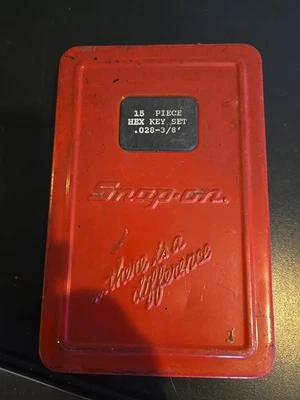 15 PIECE
HEX KEY SET
.028-3/8'
Snap-on
...there is a
difference